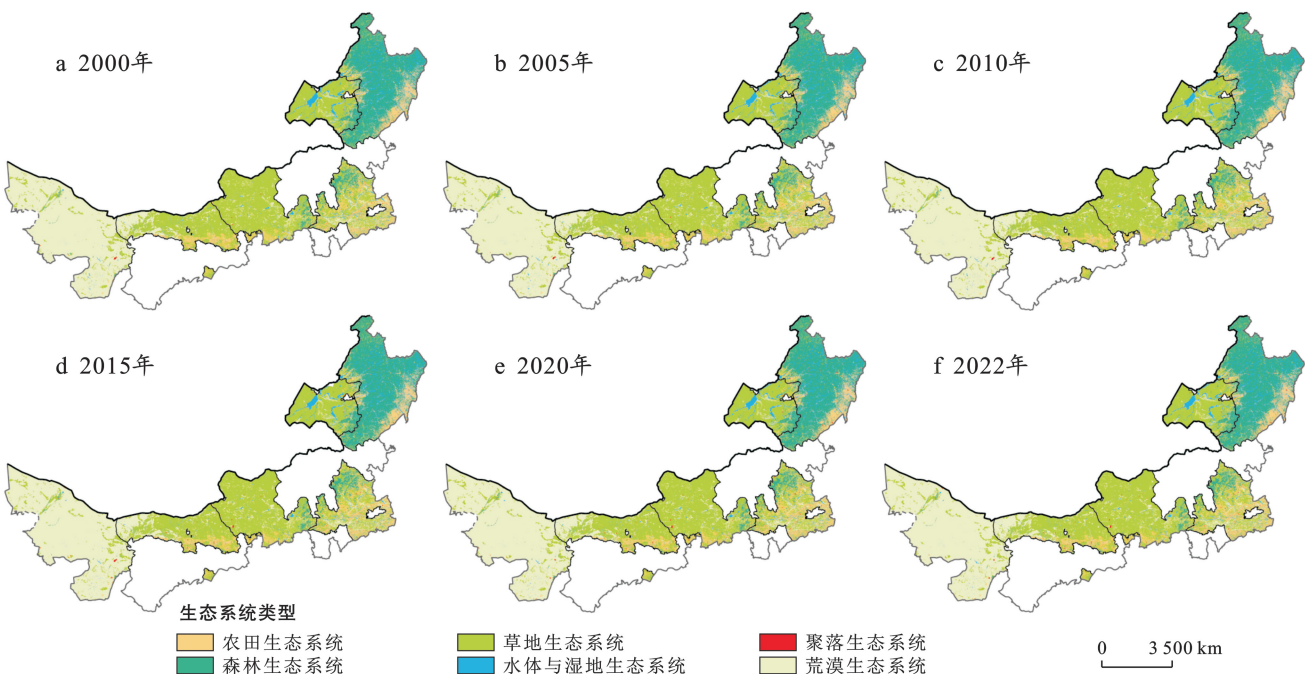 a 2000年
b 2005年
c 2010年
d 2015年
e 2020年
f 2022年
生态系统类型
农田生态系统
草地生态系统
聚落生态系统
森林生态系统
水体与湿地生态系统
荒漠生态系统
0 3 500 km